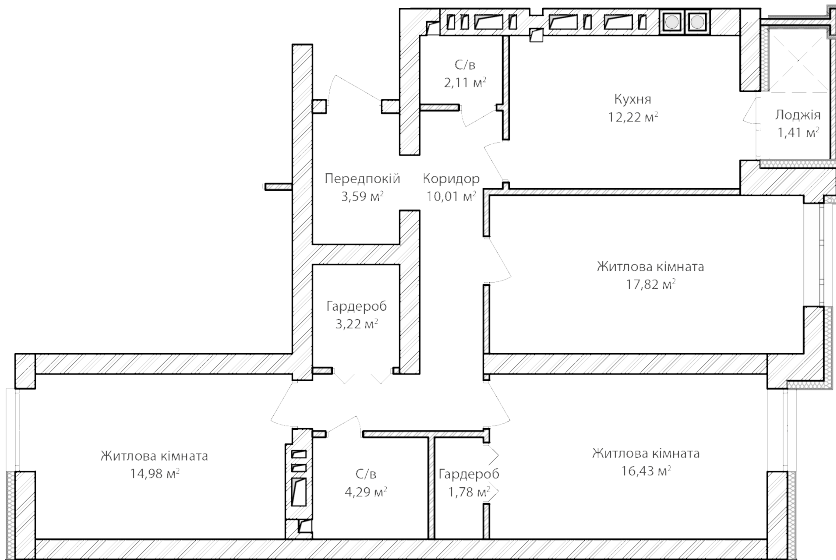 С/в
2,11 м²
Кухня
12,22 м²
Лоджія
1,41 м²
Передпокій
3,59 м²
Коридор
10,01 м²
Житлова кімната
17,82 м²
Гардероб
3,22 м²
Житлова кімната
14,98 м²
С/в
4,29 м²
Гардероб
1,78 м²
Житлова кімната
16,43 м²